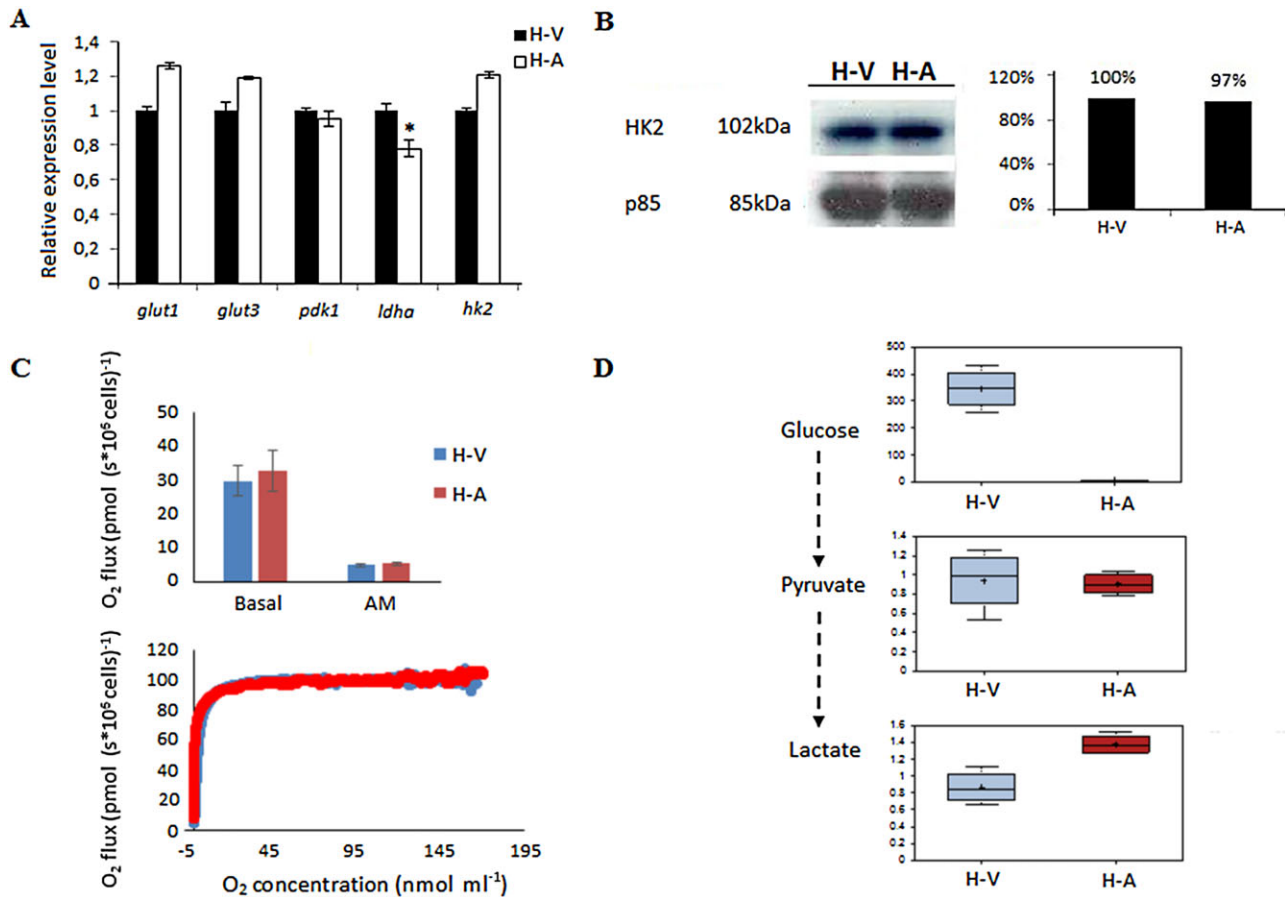 A
H-V
H-A
Relative expression level
1,4
1,2
1
0,8
0,6
0,4
0,2
0
*
glut1 glut3 pdk1 ldha hk2
B
H-V H-A
HK2 102kDa
p85 85kDa
120%
80%
40%
0%
100% 97%
H-V H-A
C
O2 flux (pmol (s*10⁶ cells)⁻¹
50
40
30
20
10
0
H-V
H-A
Basal AM
O2 flux (pmol (s*10⁶ cells)⁻¹
120
100
80
60
40
20
0
-5 45 95 145 195
O2 concentration (nmol ml⁻¹)
D
Glucose
500
400
300
200
100
0
H-V H-A
Pyruvate
1.4
1.2
1
0.8
0.6
0.4
0.2
0
H-V H-A
Lactate
1.6
1.4
1.2
1
0.8
0.6
0.4
0.2
0
H-V H-A